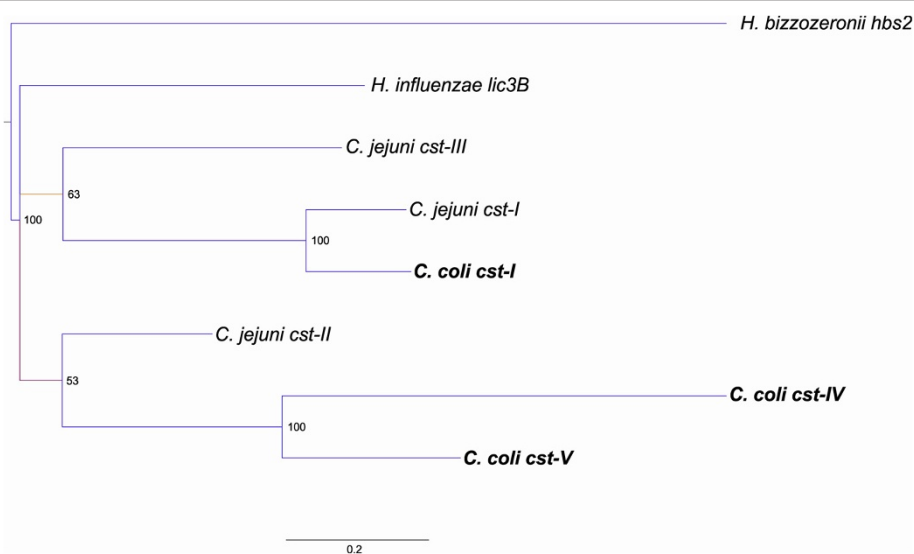 H. bizzozeronii hbs2
H. influenzae lic3B
C. jejuni cst-III
63
C. jejuni cst-I
100
100
C. coli cst-I
C. jejuni cst-II
53
C. coli cst-IV
100
C. coli cst-V
0.2